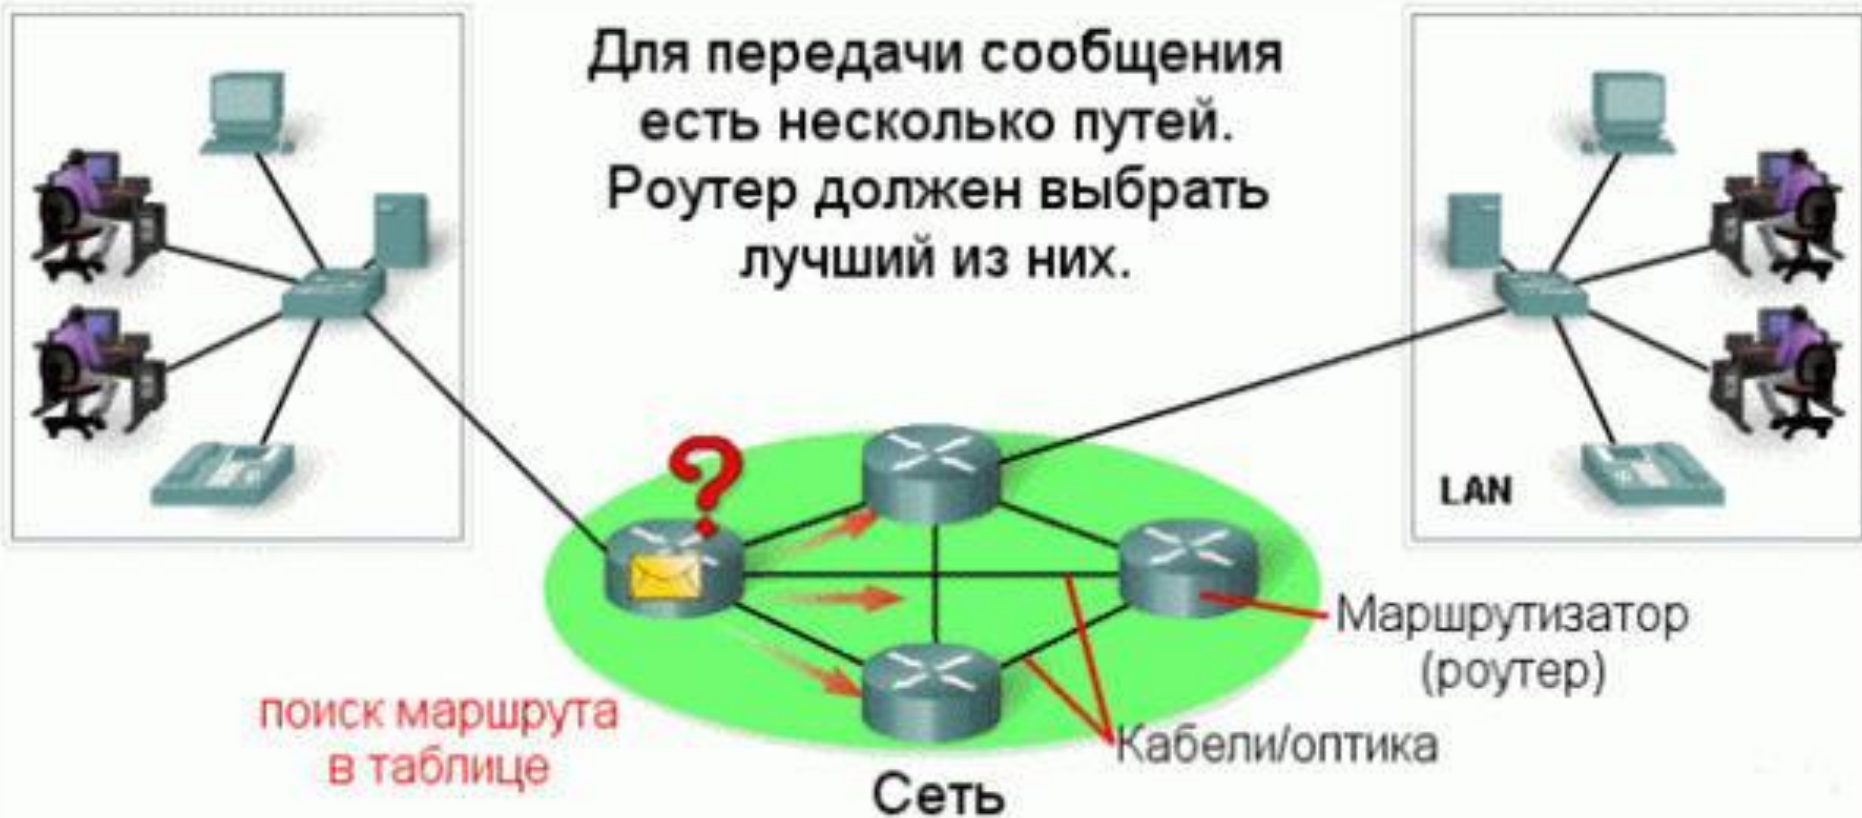 Для передачи сообщения
есть несколько путей.
Роутер должен выбрать
лучший из них.
LAN
Маршрутизатор
(роутер)
поиск маршрута
в таблице
Кабели/оптика
Сеть